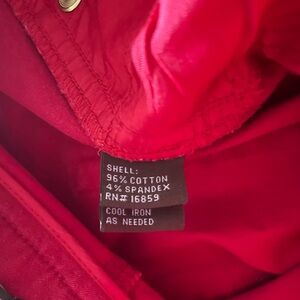 SHELL:
96% COTTON
4% SPANDEX
RN# 16859
COOL IRON
AS NEEDED